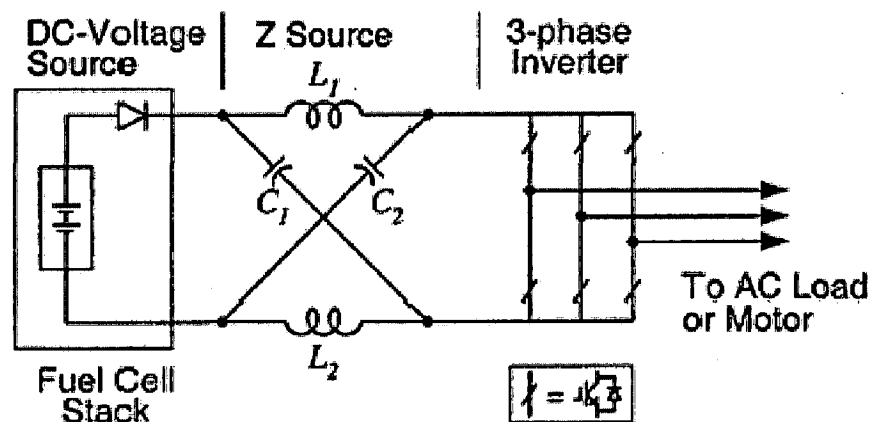 DC-Voltage
Source
Z Source
3-phase
Inverter
L1
C1
C2
L2
To AC Load
or Motor
Fuel Cell
Stack
=